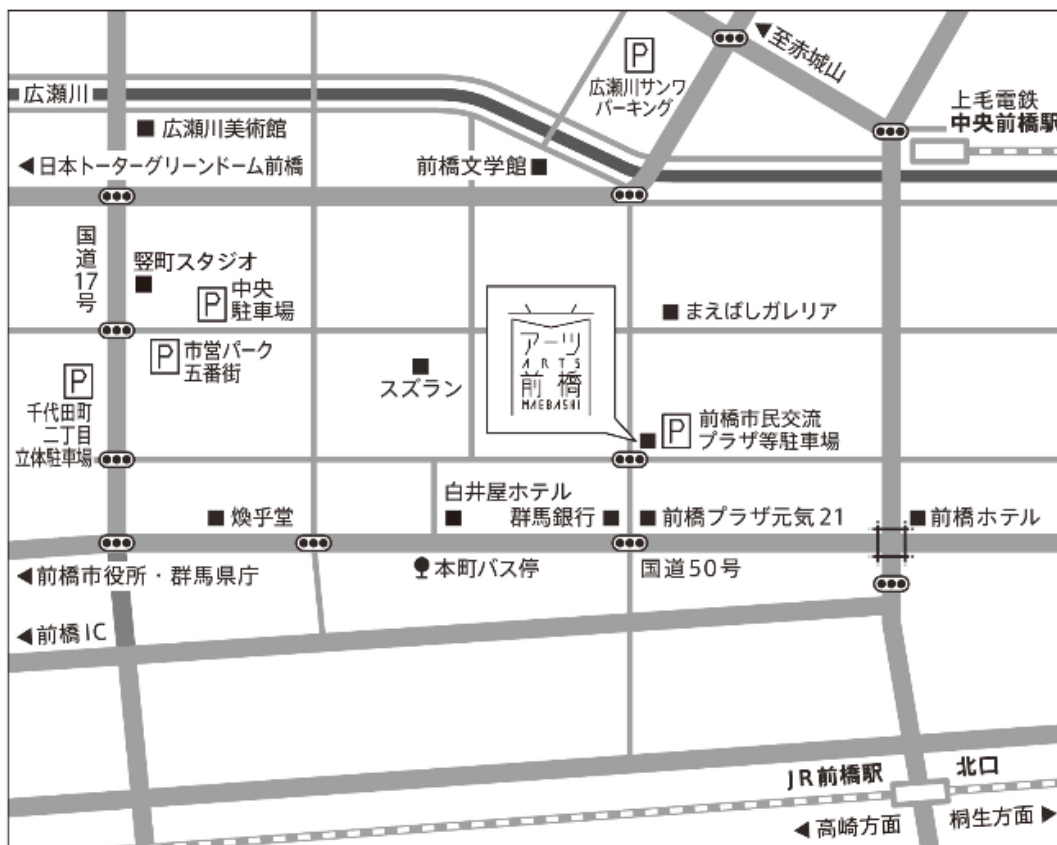 至赤城山
広瀬川サンワ
パーキング
広瀬川
上毛電鉄
中央前橋駅
広瀬川美術館
日本トーターグリーンドーム前橋
前橋文学館
国道17号
竪町スタジオ
中央
駐車場
まえばしガレリア
市営パーク
五番街
アーツ
ARTS
前橋
MAEBASHI
スズラン
千代田町
二丁目
立体駐車場
前橋市民交流
プラザ等駐車場
白井屋ホテル
煥乎堂
群馬銀行
前橋プラザ元気21
前橋ホテル
前橋市役所・群馬県庁
本町バス停
国道50号
前橋IC
JR前橋駅
北口
高崎方面
桐生方面
P
P
P
P
P